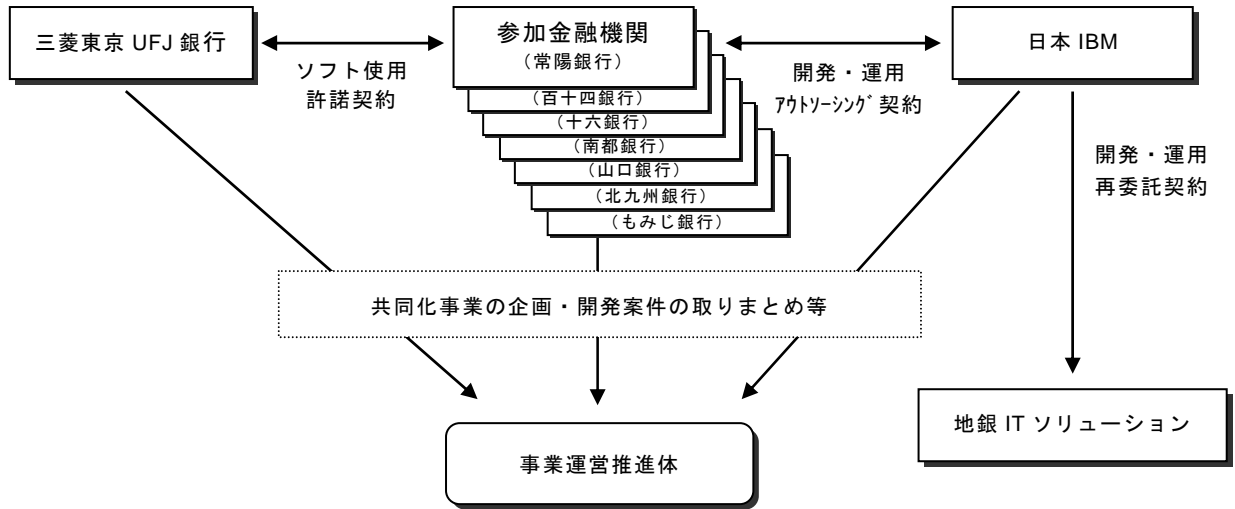 三菱東京 UFJ 銀行
ソフト使用
許諾契約
参加金融機関
（常陽銀行）
（百十四銀行）
（十六銀行）
（南都銀行）
（山口銀行）
（北九州銀行）
（もみじ銀行）
開発・運用
ｱｳﾄｿｰｼﾝｸﾞ契約
日本 IBM
開発・運用
再委託契約
共同化事業の企画・開発案件の取りまとめ等
事業運営推進体
地銀 IT ソリューション